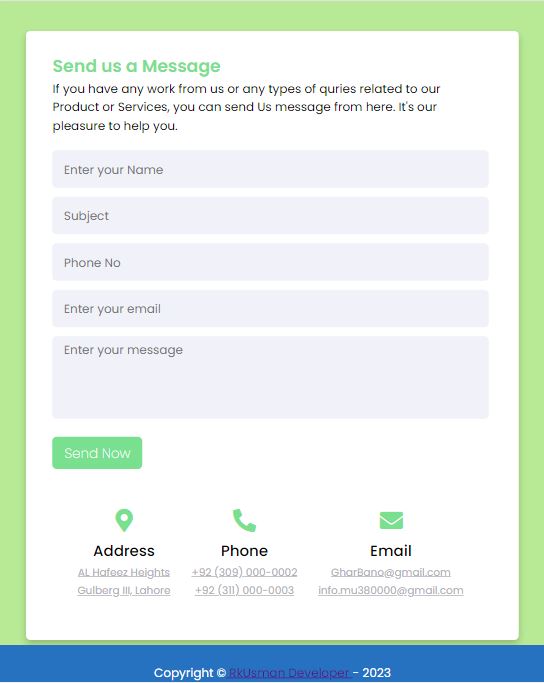 Send us a Message
If you have any work from us or any types of quries related to our
Product or Services, you can send Us message from here. It's our
pleasure to help you.
Enter your Name
Subject
Phone No
Enter your email
Enter your message
Send Now
Address
AL Hafeez Heights
Gulberg III, Lahore
Phone
+92 (309) 000-0002
+92 (311) 000-0003
Email
GharBano@gmail.com
info.mu380000@gmail.com
Copyright © RkUsman Developer - 2023